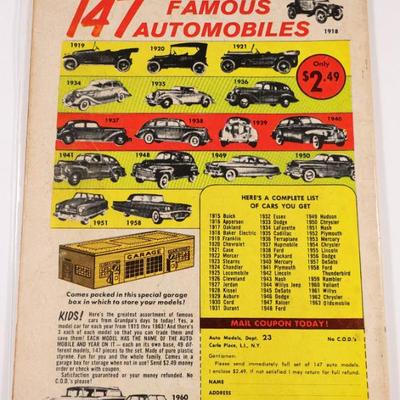 147 FAMOUS
AUTOMOBILES
1918
1919
1920
1921
Only
$2.49
1934
1935
1936
1937
1938
1939
1940
1941
1948
1949
1950
1951
1958
GARAGE
Comes packed in this special garage
box in which to store your models!
KIDS! Here's the greatest assortment of famous
cars from Grandpa's days to today! Yes, a
model car for each year from 1915 thru 1963! And
3 of each model so that you can trade them and
save them. EACH MODEL HAS THE NAME OF THE AUTO-
MOBILE AND YEAR ON IT — each on its own base, 49
different models, 147 pieces to the set. Made of pure plastic
styrene. Fun for you and the whole family. Comes in a
garage box for storage when not in use! Send $2.49 money
order or check with coupon.
Satisfaction guaranteed or your money refunded. No
C.O.D.'s please!
1960
HERE'S A COMPLETE LIST
OF CARS YOU GET
1915 Buick
1916 Apperson
1917 Oakland
1918 Baker Electric
1919 Franklin
1920 Chevrolet
1921 Case
1922 Mercer
1923 Stearns
1924 Chandler
1925 Locomobile
1926 Cleveland
1927 Jordan
1928 Kissel
1929 Auburn
1930 Cord
1931 Durant
1932 Essex
1933 Dodge
1934 LaFayette
1935 Cadillac
1936 Terraplane
1937 Hupmobile
1938 Ford
1939 Packard
1940 Mercury
1941 Plymouth
1942 Lincoln
1943 Nash
1944 Willys Jeep
1945 DeSoto
1946 Dodge
1947 Kaiser
1948 Ford
1949 Hudson
1950 Chrysler
1951 Nash
1952 Plymouth
1953 Mercury
1954 Chrysler
1955 Lincoln
1956 Dodge
1957 DeSoto
1958 Ford
Thunderbird
1959 Rambler
1960 Valiant
1961 Chrysler
1962 Ford
1963 Oldsmobile
MAIL COUPON TODAY!
Auto Models, Dept. 23
Carle Place, L.I., N.Y.
No C.O.D.'s
Gentlemen:
Please send immediately full set of 147 auto models.
I enclose $2.49. If not satisfied I may return for full refund.
NAME
ADDRESS